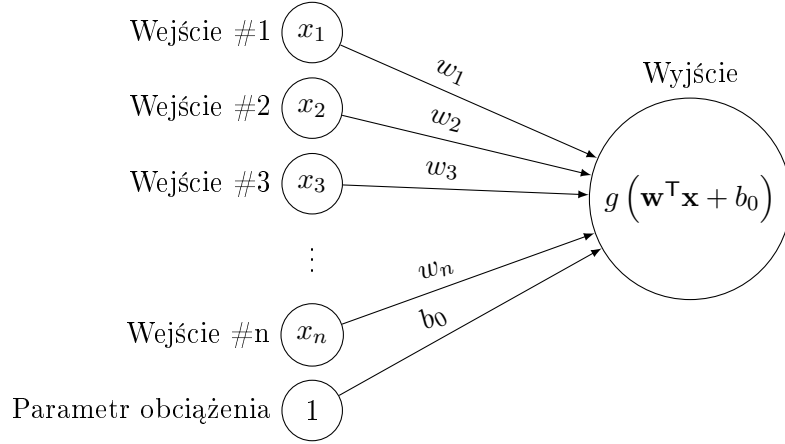 Wejście #1 x₁
w₁
Wyjście
Wejście #2 x₂
w₂
Wejście #3 x₃
w₃
g (𝐰ᵀ𝐱 + b₀)
⋮
wₙ
Wejście #n xₙ
b₀
Parametr obciążenia 1